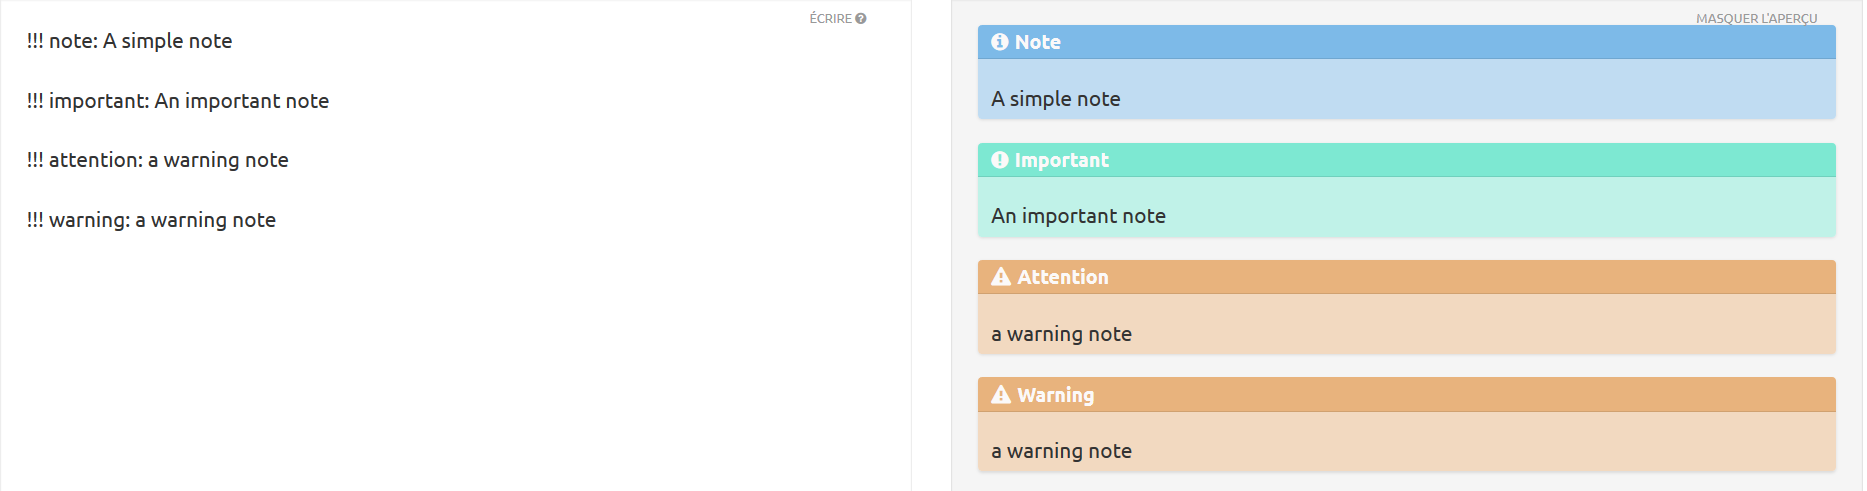 ÉCRIRE
!!! note: A simple note
!!! important: An important note
!!! attention: a warning note
!!! warning: a warning note
MASQUER L'APERÇU
Note
A simple note
Important
An important note
Attention
a warning note
Warning
a warning note